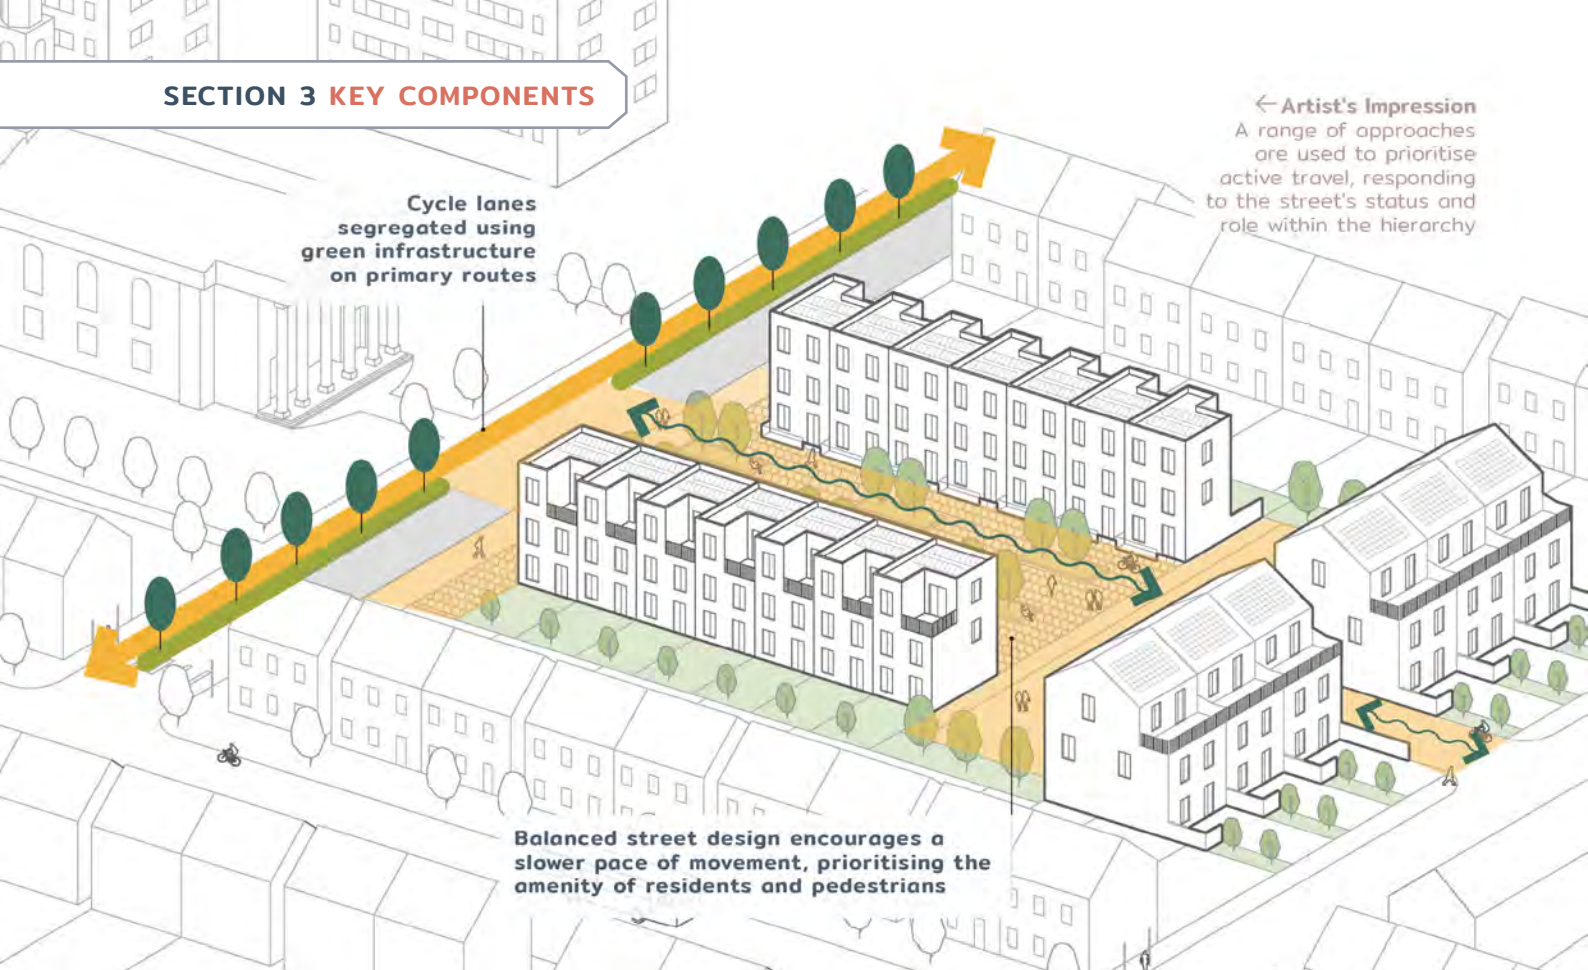 SECTION 3 KEY COMPONENTS
←Artist's Impression
A range of approaches
are used to prioritise
active travel, responding
to the street's status and
role within the hierarchy
Cycle lanes
segregated using
green infrastructure
on primary routes
Balanced street design encourages a
slower pace of movement, prioritising the
amenity of residents and pedestrians